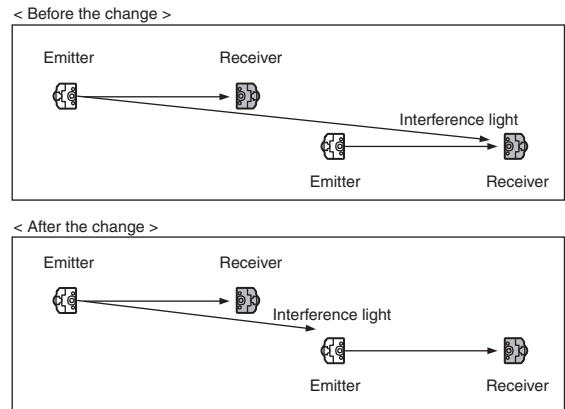 < Before the change >
Emitter Receiver
Interference light
Emitter Receiver
< After the change >
Emitter Receiver
Interference light
Emitter Receiver